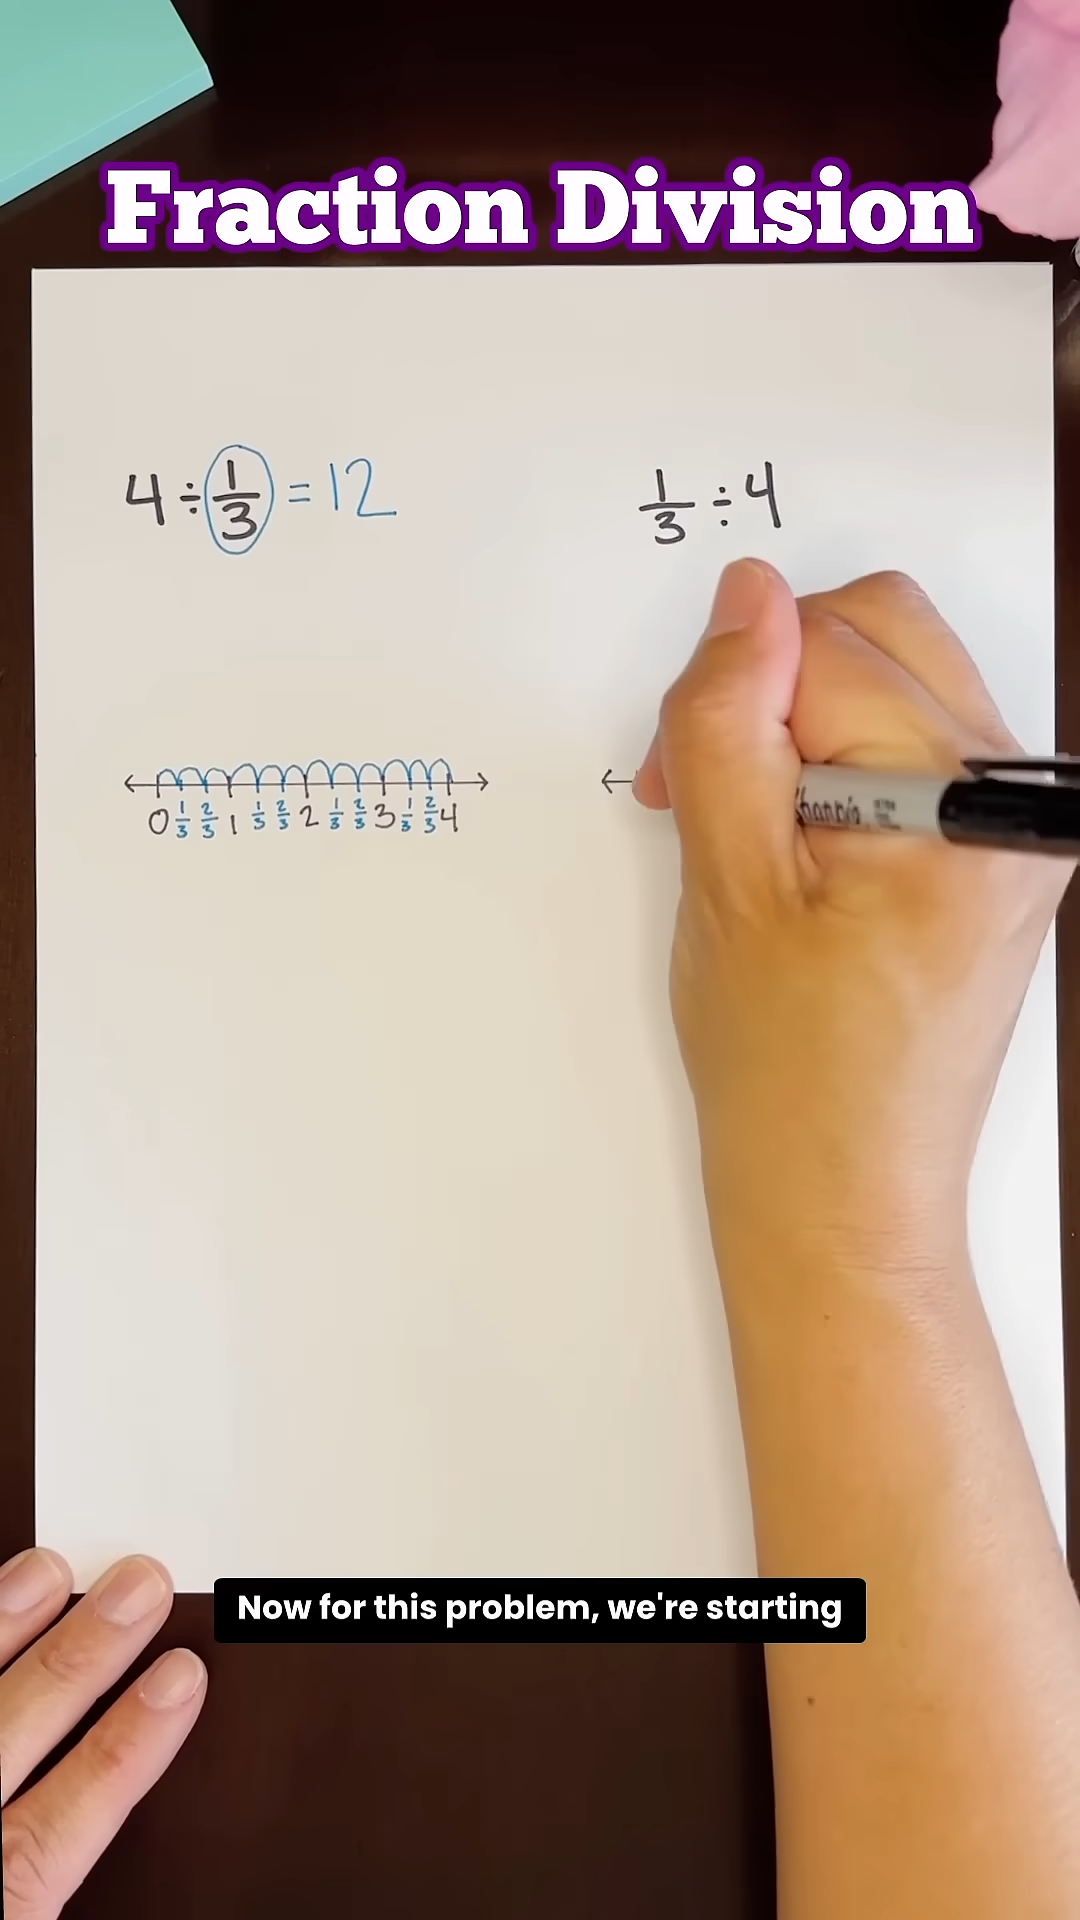 Fraction Division
4 ÷ 1/3 = 12
1/3 ÷ 4
0 1/3 2/3 1 1/3 2/3 2 1/3 2/3 3 1/3 2/3 4
Sharpie
Now for this problem, we're starting